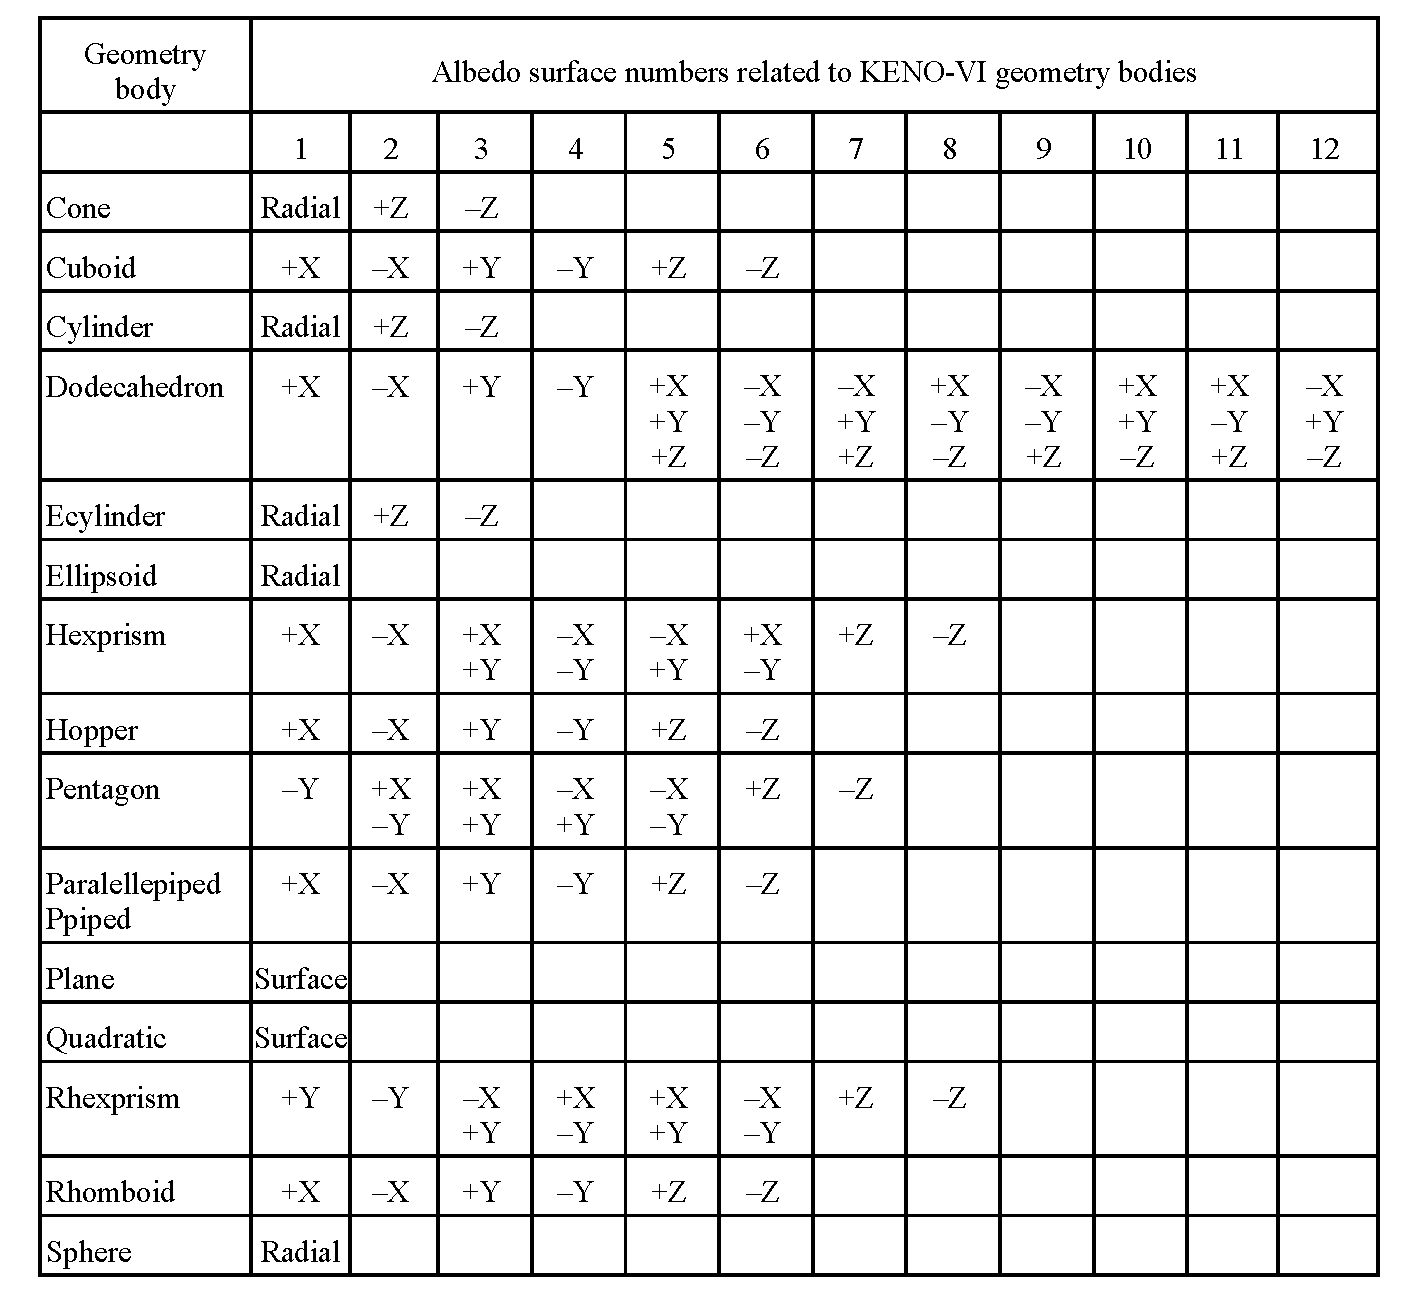 Geometry body Albedo surface numbers related to KENO-VI geometry bodies
1 2 3 4 5 6 7 8 9 10 11 12
Cone Radial +Z –Z
Cuboid +X –X +Y –Y +Z –Z
Cylinder Radial +Z –Z
Dodecahedron +X –X +Y –Y +X –X –X +X –X +X +X –X
+Y –Y +Y –Y –Y +Y –Y +Y
+Z –Z +Z –Z +Z –Z +Z –Z
Ecylinder Radial +Z –Z
Ellipsoid Radial
Hexprism +X –X +X –X –X +X +Z –Z
+Y –Y +Y –Y
Hopper +X –X +Y –Y +Z –Z
Pentagon –Y +X +X –X –X +Z –Z
–Y +Y +Y –Y
Paralellepiped +X –X +Y –Y +Z –Z
Ppiped
Plane Surface
Quadratic Surface
Rhexprism +Y –Y –X +X +X –X +Z –Z
+Y –Y +Y –Y
Rhomboid +X –X +Y –Y +Z –Z
Sphere Radial